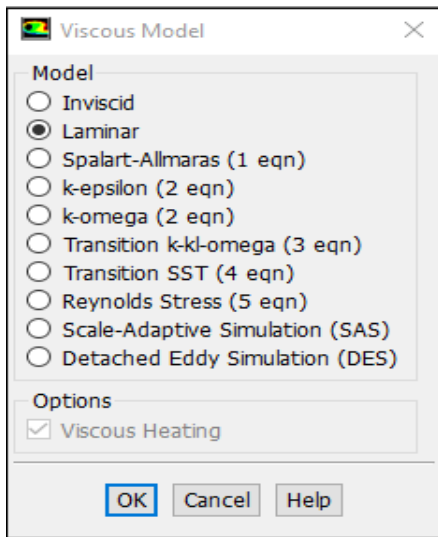 Viscous Model
Model
Inviscid
Laminar
Spalart-Allmaras (1 eqn)
k-epsilon (2 eqn)
k-omega (2 eqn)
Transition k-kl-omega (3 eqn)
Transition SST (4 eqn)
Reynolds Stress (5 eqn)
Scale-Adaptive Simulation (SAS)
Detached Eddy Simulation (DES)
Options
Viscous Heating
OK Cancel Help